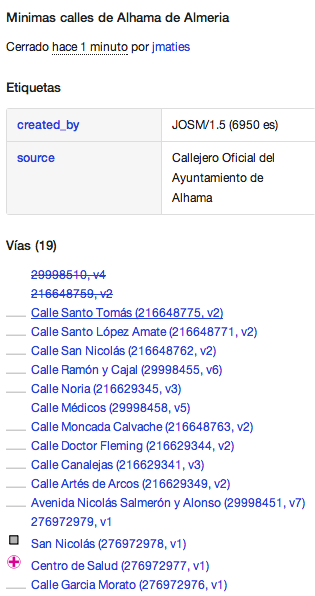 Minimas calles de Alhama de Almeria
Cerrado hace 1 minuto por jmaties
Etiquetas
created_by JOSM/1.5 (6950 es)
source Callejero Oficial del
Ayuntamiento de
Alhama
Vías (19)
29998510, v4
216648759, v2
Calle Santo Tomás (216648775, v2)
Calle Santo López Amate (216648771, v2)
Calle San Nicolás (216648762, v2)
Calle Ramón y Cajal (29998455, v6)
Calle Noria (216629345, v3)
Calle Médicos (29998458, v5)
Calle Moncada Calvache (216648763, v2)
Calle Doctor Fleming (216629344, v2)
Calle Canalejas (216629341, v3)
Calle Artés de Arcos (216629349, v2)
Avenida Nicolás Salmerón y Alonso (29998451, v7)
276972979, v1
San Nicolás (276972978, v1)
Centro de Salud (276972977, v1)
Calle Garcia Morato (276972976, v1)